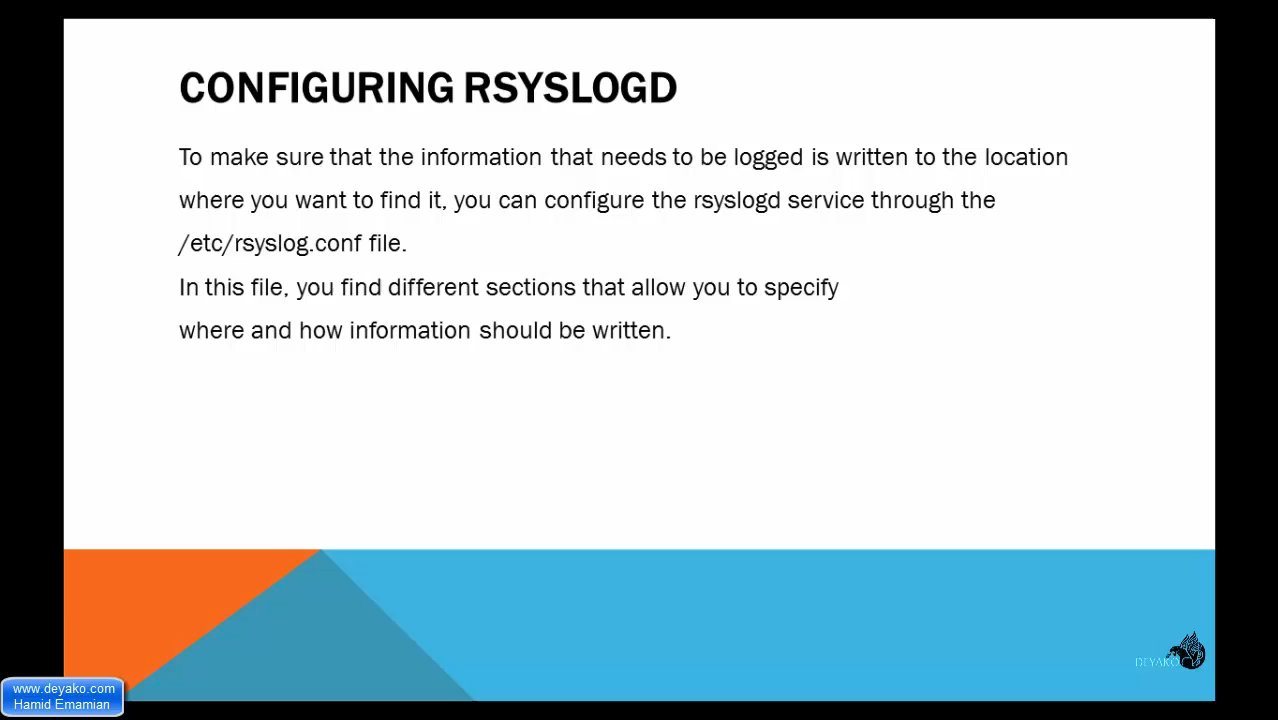 CONFIGURING RSYSLOGD
To make sure that the information that needs to be logged is written to the location
where you want to find it, you can configure the rsyslogd service through the
/etc/rsyslog.conf file.
In this file, you find different sections that allow you to specify
where and how information should be written.
DEYAKO
www.deyako.com
Hamid Emamian